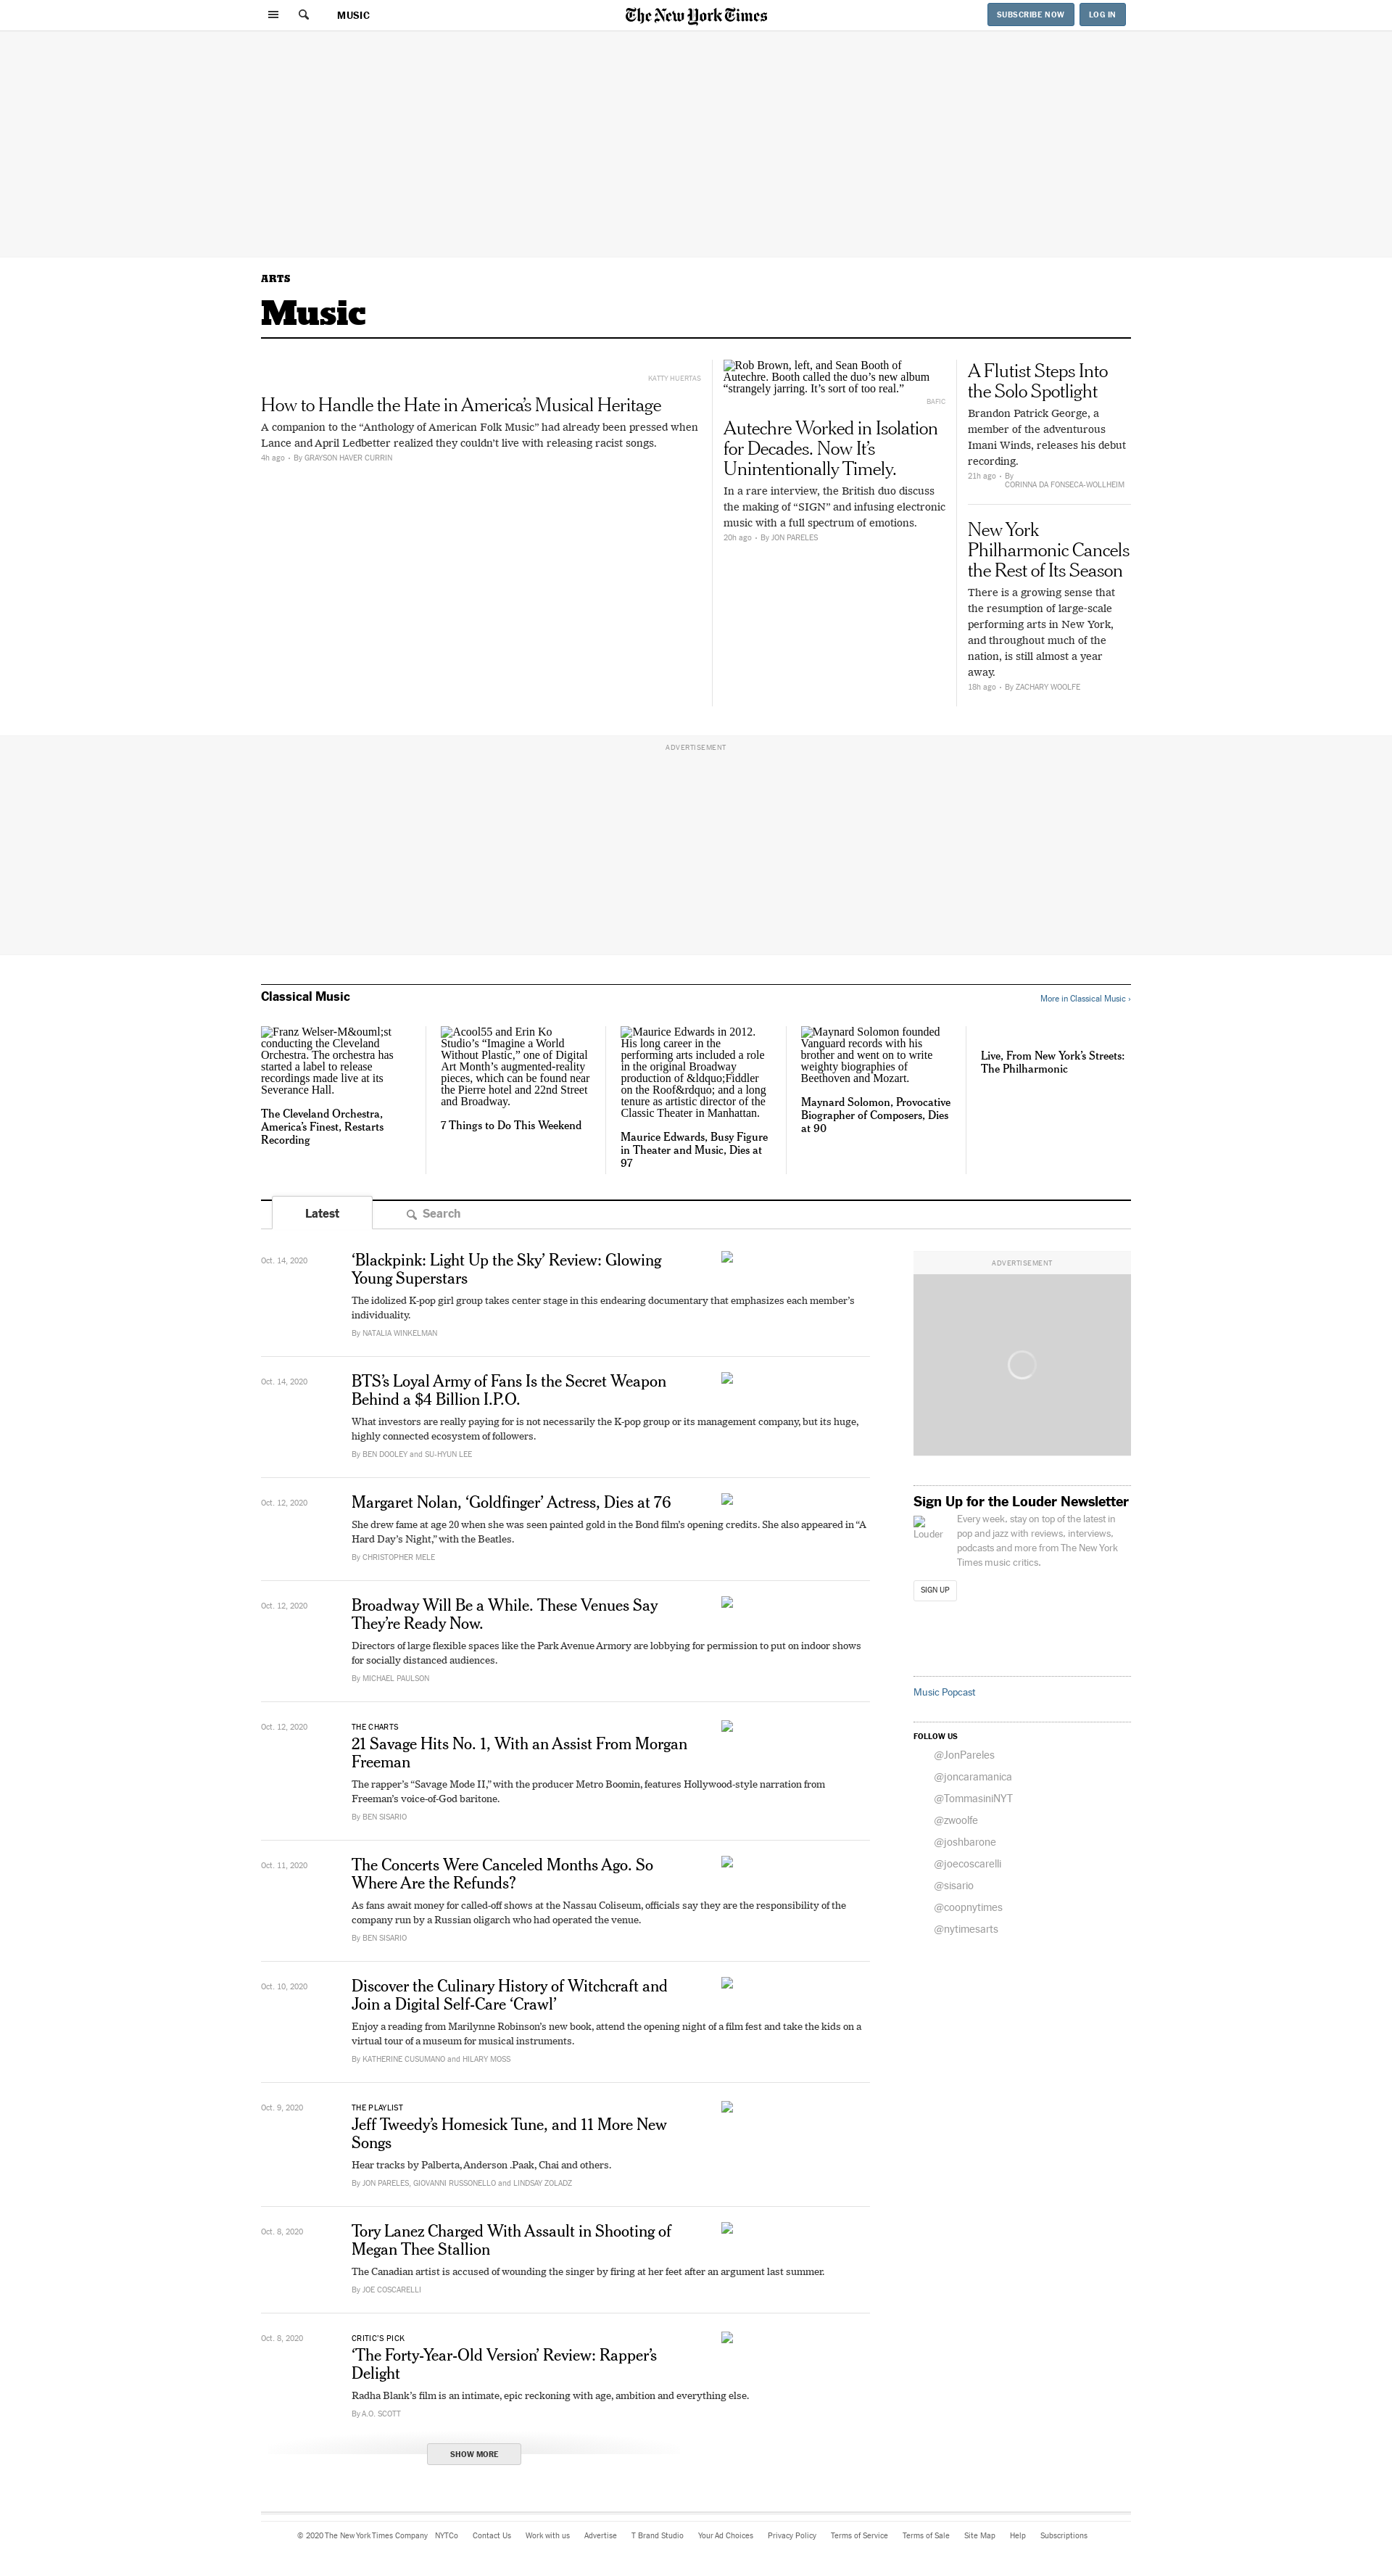 MUSIC
The New York Times
SUBSCRIBE NOW
LOG IN
ARTS
Music
KATTY HUERTAS
How to Handle the Hate in America’s Musical Heritage
A companion to the “Anthology of American Folk Music” had already been pressed when
Lance and April Ledbetter realized they couldn’t live with releasing racist songs.
4h ago • By GRAYSON HAVER CURRIN
Rob Brown, left, and Sean Booth of
Autechre. Booth called the duo’s new album
“strangely jarring. It’s sort of too real.”
BAFIC
Autechre Worked in Isolation
for Decades. Now It’s
Unintentionally Timely.
In a rare interview, the British duo discuss
the making of “SIGN” and infusing electronic
music with a full spectrum of emotions.
20h ago • By JON PARELES
A Flutist Steps Into
the Solo Spotlight
Brandon Patrick George, a
member of the adventurous
Imani Winds, releases his debut
recording.
21h ago • By
CORINNA DA FONSECA-WOLLHEIM
New York
Philharmonic Cancels
the Rest of Its Season
There is a growing sense that
the resumption of large-scale
performing arts in New York,
and throughout much of the
nation, is still almost a year
away.
18h ago • By ZACHARY WOOLFE
ADVERTISEMENT
Classical Music
More in Classical Music ›
Franz Welser-M&ouml;st
conducting the Cleveland
Orchestra. The orchestra has
started a label to release
recordings made live at its
Severance Hall.
The Cleveland Orchestra,
America’s Finest, Restarts
Recording
Acool55 and Erin Ko
Studio’s “Imagine a World
Without Plastic,” one of Digital
Art Month’s augmented-reality
pieces, which can be found near
the Pierre hotel and 22nd Street
and Broadway.
7 Things to Do This Weekend
Maurice Edwards in 2012.
His long career in the
performing arts included a role
in the original Broadway
production of &ldquo;Fiddler
on the Roof&rdquo; and a long
tenure as artistic director of the
Classic Theater in Manhattan.
Maurice Edwards, Busy Figure
in Theater and Music, Dies at
97
Maynard Solomon founded
Vanguard records with his
brother and went on to write
weighty biographies of
Beethoven and Mozart.
Maynard Solomon, Provocative
Biographer of Composers, Dies
at 90
Live, From New York’s Streets:
The Philharmonic
Latest
Search
Oct. 14, 2020
‘Blackpink: Light Up the Sky’ Review: Glowing
Young Superstars
The idolized K-pop girl group takes center stage in this endearing documentary that emphasizes each member’s
individuality.
By NATALIA WINKELMAN
Oct. 14, 2020
BTS’s Loyal Army of Fans Is the Secret Weapon
Behind a $4 Billion I.P.O.
What investors are really paying for is not necessarily the K-pop group or its management company, but its huge,
highly connected ecosystem of followers.
By BEN DOOLEY and SU-HYUN LEE
Oct. 12, 2020
Margaret Nolan, ‘Goldfinger’ Actress, Dies at 76
She drew fame at age 20 when she was seen painted gold in the Bond film’s opening credits. She also appeared in “A
Hard Day’s Night,” with the Beatles.
By CHRISTOPHER MELE
Oct. 12, 2020
Broadway Will Be a While. These Venues Say
They’re Ready Now.
Directors of large flexible spaces like the Park Avenue Armory are lobbying for permission to put on indoor shows
for socially distanced audiences.
By MICHAEL PAULSON
Oct. 12, 2020
THE CHARTS
21 Savage Hits No. 1, With an Assist From Morgan
Freeman
The rapper’s “Savage Mode II,” with the producer Metro Boomin, features Hollywood-style narration from
Freeman’s voice-of-God baritone.
By BEN SISARIO
Oct. 11, 2020
The Concerts Were Canceled Months Ago. So
Where Are the Refunds?
As fans await money for called-off shows at the Nassau Coliseum, officials say they are the responsibility of the
company run by a Russian oligarch who had operated the venue.
By BEN SISARIO
Oct. 10, 2020
Discover the Culinary History of Witchcraft and
Join a Digital Self-Care ‘Crawl’
Enjoy a reading from Marilynne Robinson’s new book, attend the opening night of a film fest and take the kids on a
virtual tour of a museum for musical instruments.
By KATHERINE CUSUMANO and HILARY MOSS
Oct. 9, 2020
THE PLAYLIST
Jeff Tweedy’s Homesick Tune, and 11 More New
Songs
Hear tracks by Palberta, Anderson .Paak, Chai and others.
By JON PARELES, GIOVANNI RUSSONELLO and LINDSAY ZOLADZ
Oct. 8, 2020
Tory Lanez Charged With Assault in Shooting of
Megan Thee Stallion
The Canadian artist is accused of wounding the singer by firing at her feet after an argument last summer.
By JOE COSCARELLI
Oct. 8, 2020
CRITIC’S PICK
‘The Forty-Year-Old Version’ Review: Rapper’s
Delight
Radha Blank’s film is an intimate, epic reckoning with age, ambition and everything else.
By A.O. SCOTT
SHOW MORE
ADVERTISEMENT
Sign Up for the Louder Newsletter
Louder
Every week, stay on top of the latest in
pop and jazz with reviews, interviews,
podcasts and more from The New York
Times music critics.
SIGN UP
Music Popcast
FOLLOW US
@JonPareles
@joncaramanica
@TommasiniNYT
@zwoolfe
@joshbarone
@joecoscarelli
@sisario
@coopnytimes
@nytimesarts
© 2020 The New York Times Company NYTCo Contact Us Work with us Advertise T Brand Studio Your Ad Choices Privacy Policy Terms of Service Terms of Sale Site Map Help Subscriptions